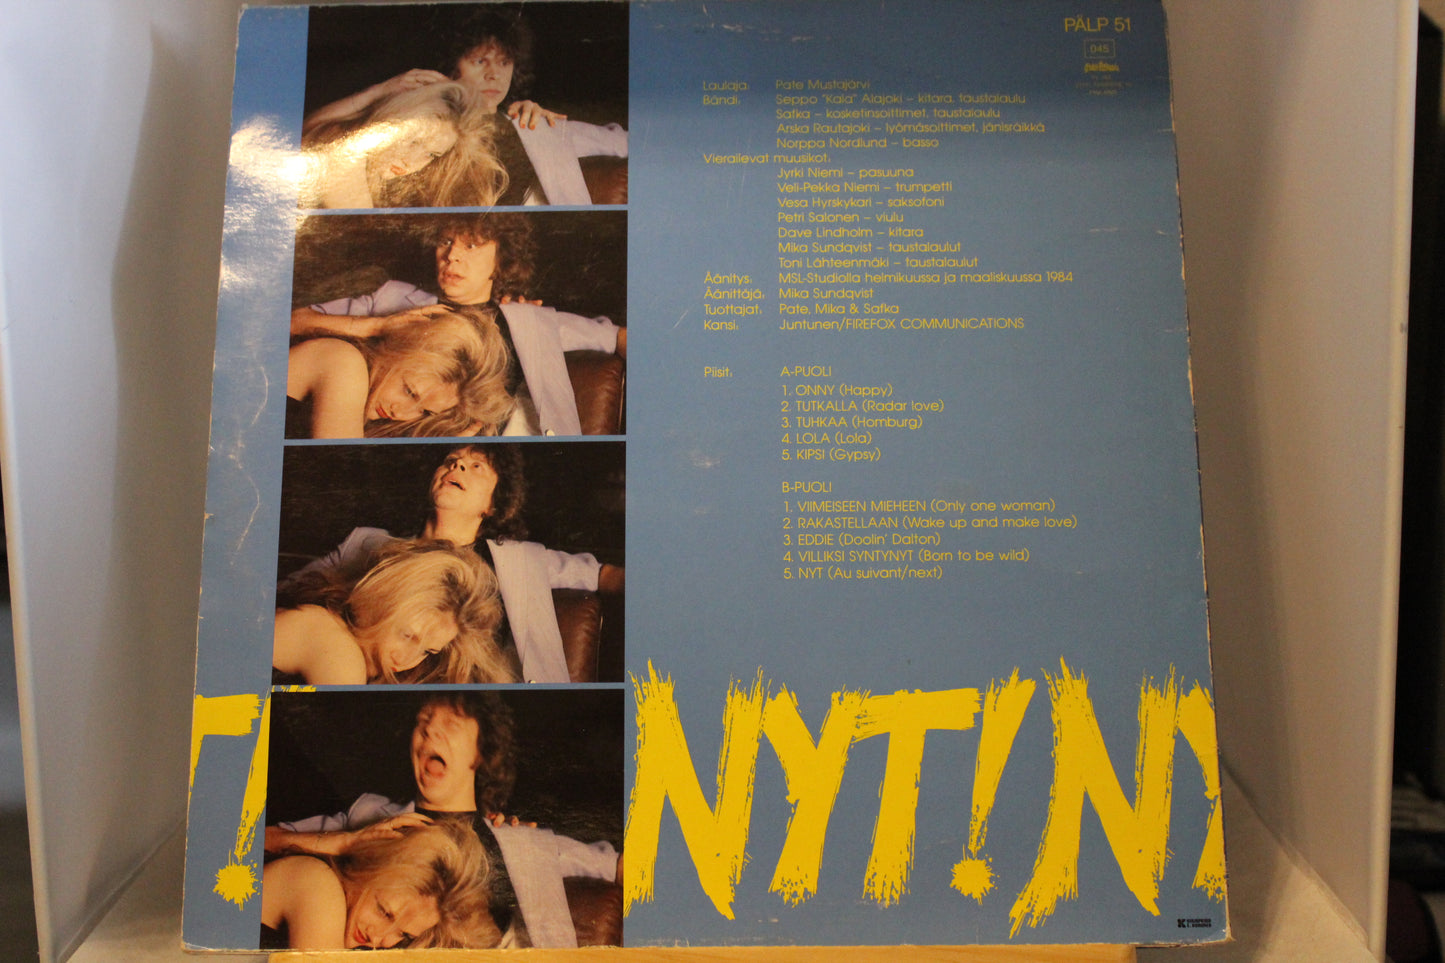 PÄLP 51
045
Laulaja: Pate Mustajärvi
Bändi: Seppo "Kala" Alajoki – kitara, taustalaulu
Safka – kosketinsoittimet, taustalaulu
Arska Rautajoki – lyömäsoittimet, jänisräikkä
Norppa Nordlund – basso
Vierailevat muusikot:
Jyrki Niemi – pasuuna
Veli-Pekka Niemi – trumpetti
Vesa Hyrskykari – saksofoni
Petri Salonen – viulu
Dave Lindholm – kitara
Mika Sundqvist – taustalaulut
Toni Lähteenmäki – taustalaulut
Äänitys: MSL-Studiolla helmikuussa ja maaliskuussa 1984
Äänittäjä: Mika Sundqvist
Tuottajat: Pate, Mika & Safka
Kansi: Juntunen/FIREFOX COMMUNICATIONS
Piisit: A-PUOLI
1. ONNY (Happy)
2. TUTKALLA (Radar love)
3. TUHKAA (Homburg)
4. LOLA (Lola)
5. KIPSI (Gypsy)
B-PUOLI
1. VIIMEISEEN MIEHEEN (Only one woman)
2. RAKASTELLAAN (Wake up and make love)
3. EDDIE (Doolin' Dalton)
4. VILLIKSI SYNTYNYT (Born to be wild)
5. NYT (Au suivant/next)
T! NYT! NY